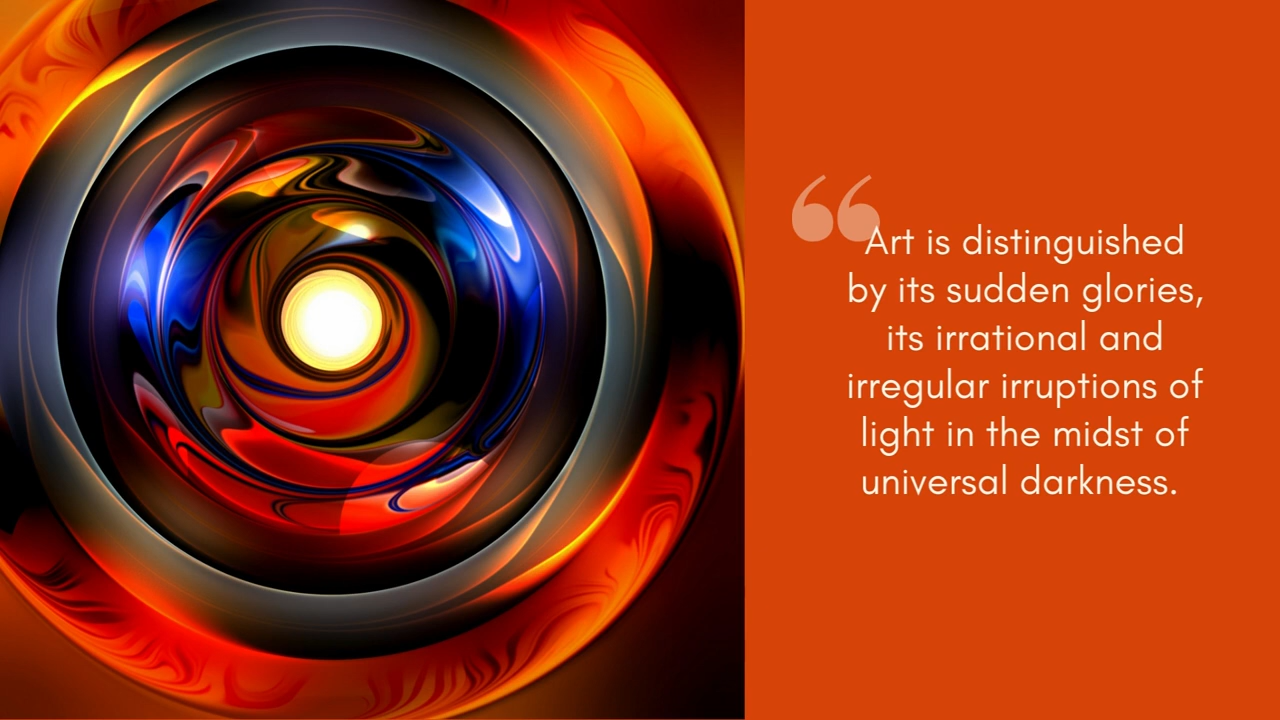 “
Art is distinguished
by its sudden glories,
its irrational and
irregular irruptions of
light in the midst of
universal darkness.